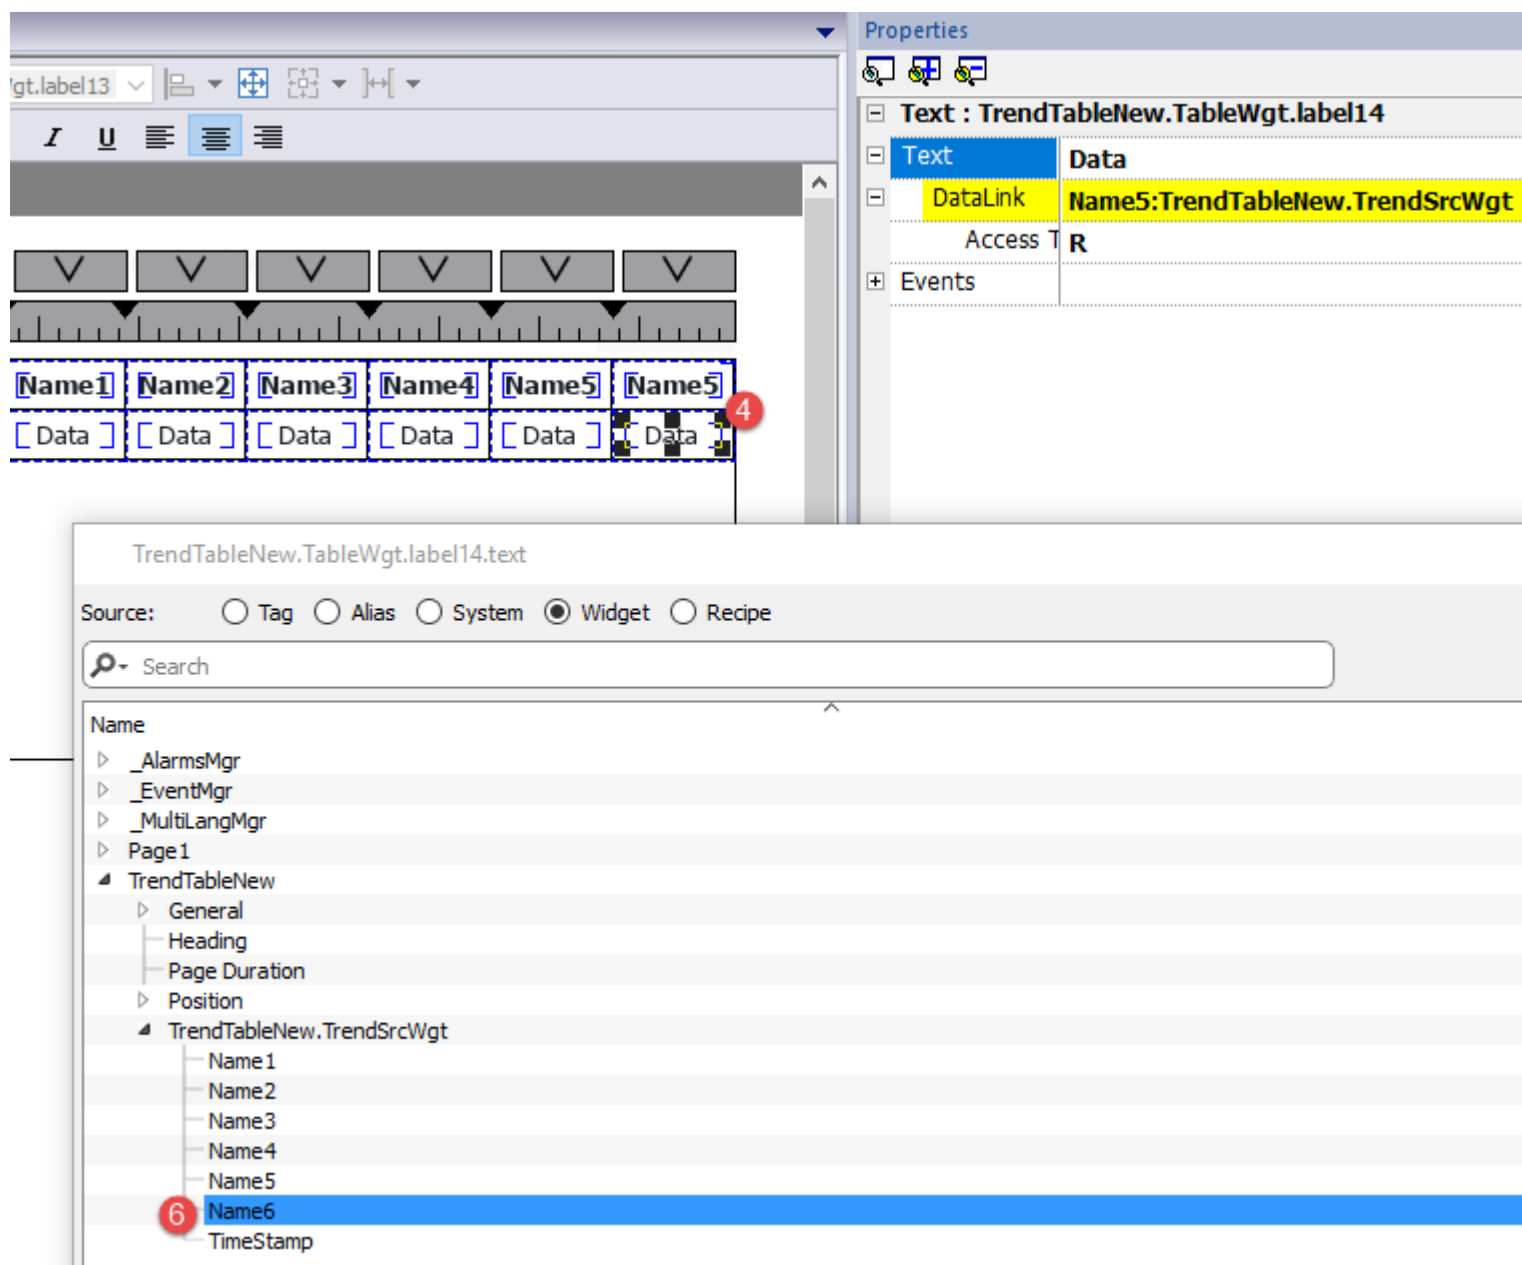 Properties
gt.label13
I U
Text : TrendTableNew.TableWgt.label14
Text Data
DataLink Name5:TrendTableNew.TrendSrcWgt
Access T R
Events
Name1 Name2 Name3 Name4 Name5 Name5
4
Data Data Data Data Data Data
TrendTableNew.TableWgt.label14.text
Source: Tag Alias System Widget Recipe
Search
Name
_AlarmsMgr
_EventMgr
_MultiLangMgr
Page1
TrendTableNew
General
Heading
Page Duration
Position
TrendTableNew.TrendSrcWgt
Name1
Name2
Name3
Name4
Name5
6 Name6
TimeStamp